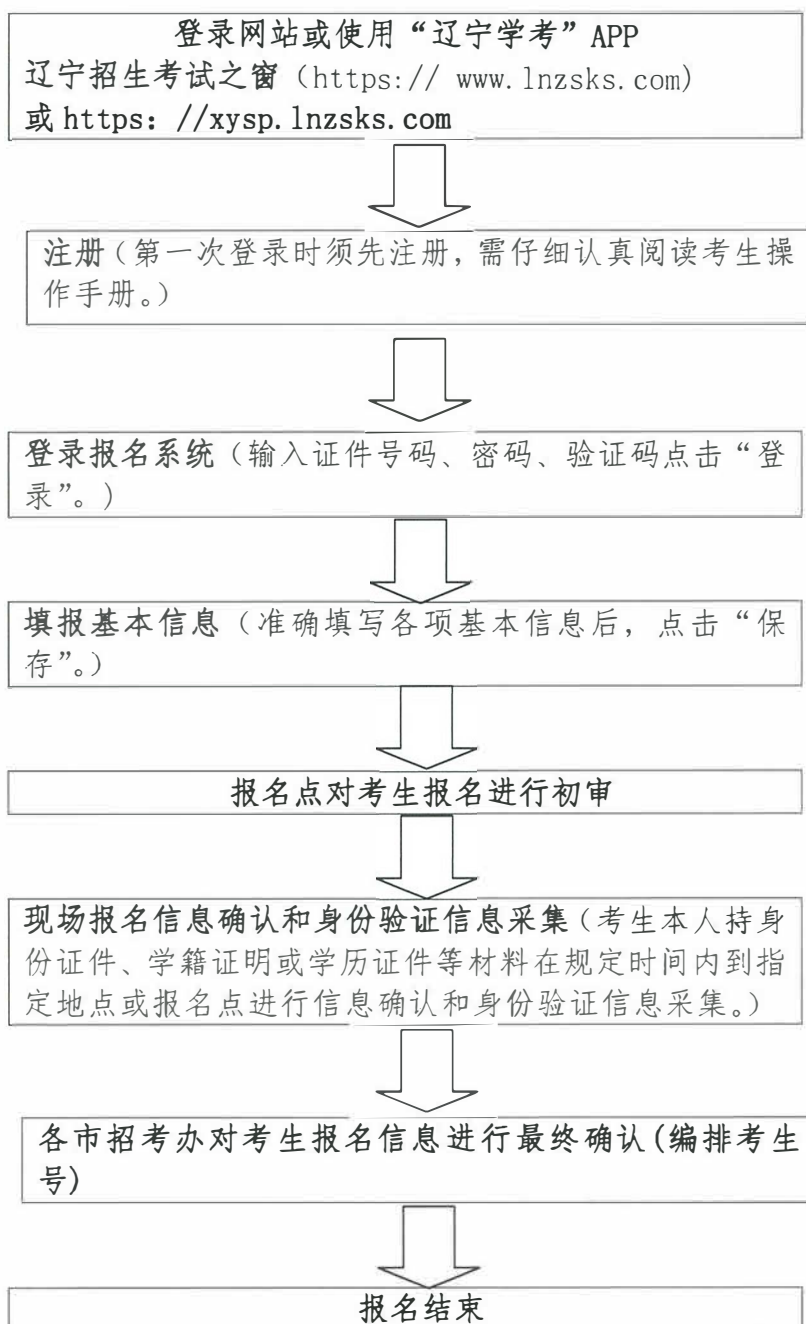 登录网站或使用“辽宁学考”APP
辽宁招生考试之窗（https:// www.lnzsks.com）
或 https：//xysp.lnzsks.com
注册（第一次登录时须先注册，需仔细认真阅读考生操
作手册。）
登录报名系统（输入证件号码、密码、验证码点击“登
录”。）
填报基本信息（准确填写各项基本信息后，点击“保
存”。）
报名点对考生报名进行初审
现场报名信息确认和身份验证信息采集（考生本人持身
份证件、学籍证明或学历证件等材料在规定时间内到指
定地点或报名点进行信息确认和身份验证信息采集。）
各市招考办对考生报名信息进行最终确认(编排考生
号)
报名结束